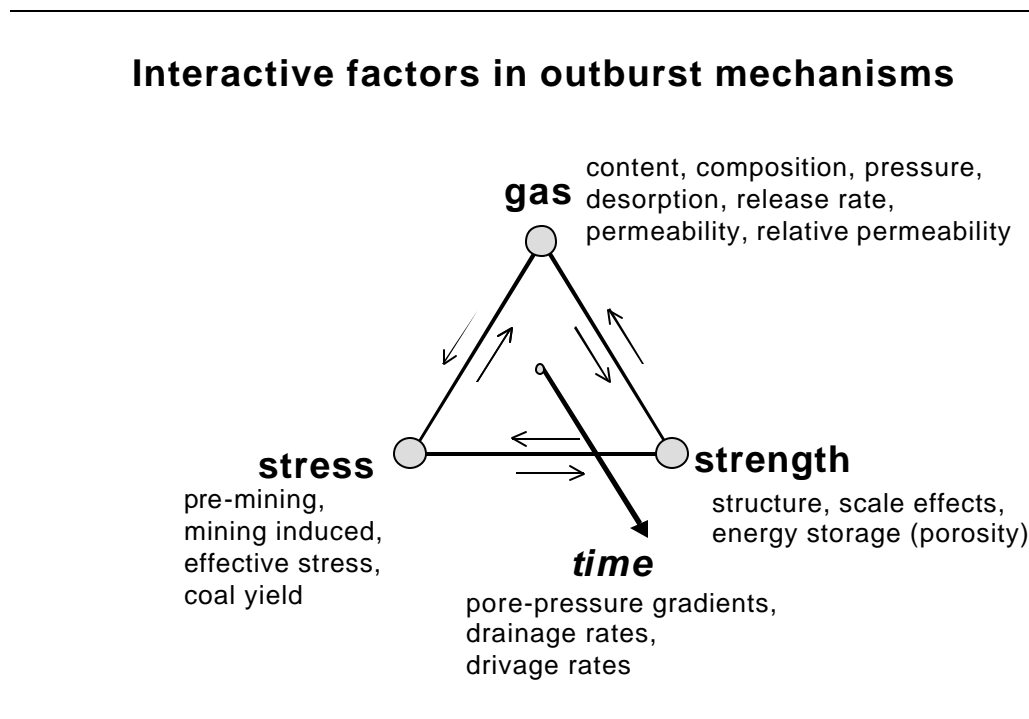 Interactive factors in outburst mechanisms
gas
content, composition, pressure,
desorption, release rate,
permeability, relative permeability
stress
pre-mining,
mining induced,
effective stress,
coal yield
strength
structure, scale effects,
energy storage (porosity)
time
pore-pressure gradients,
drainage rates,
drivage rates